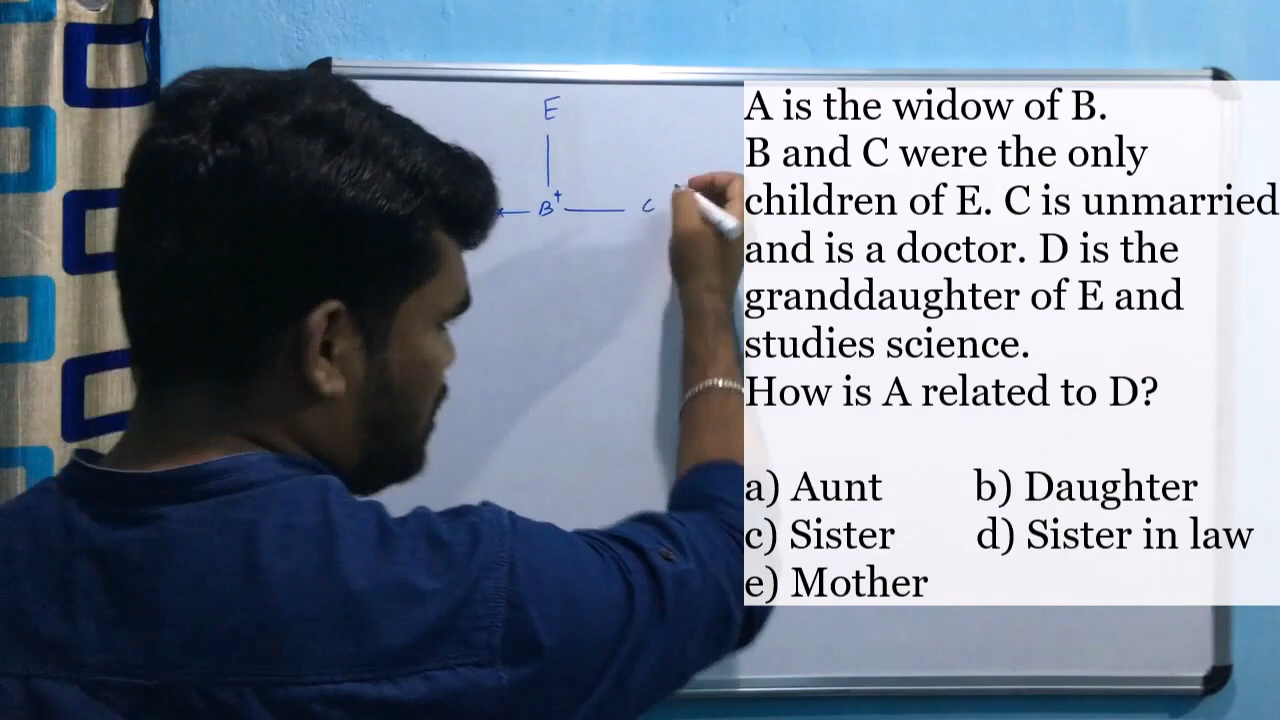 E
B+ C
A is the widow of B.
B and C were the only
children of E. C is unmarried
and is a doctor. D is the
granddaughter of E and
studies science.
How is A related to D?
a) Aunt b) Daughter
c) Sister d) Sister in law
e) Mother